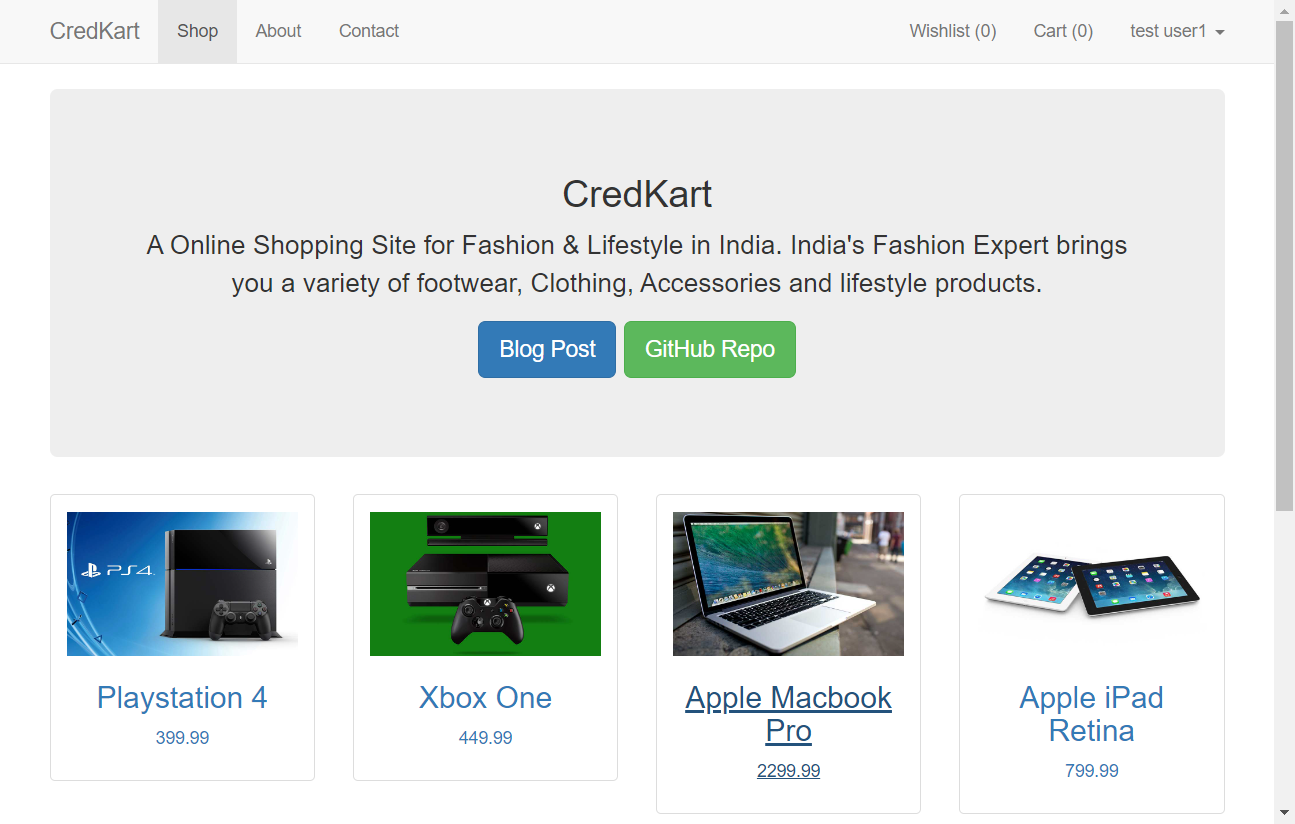 CredKart Shop About Contact Wishlist (0) Cart (0) test user1
CredKart
A Online Shopping Site for Fashion & Lifestyle in India. India's Fashion Expert brings
you a variety of footwear, Clothing, Accessories and lifestyle products.
Blog Post GitHub Repo
PS4
Playstation 4
399.99
Xbox One
449.99
Apple Macbook
Pro
2299.99
Apple iPad
Retina
799.99